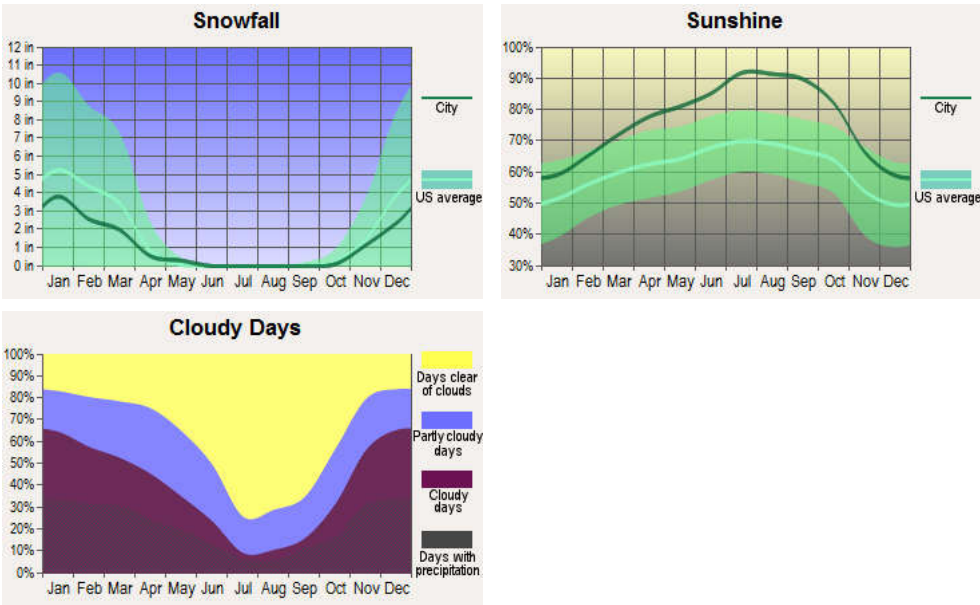 Snowfall
12 in
11 in
10 in
9 in
8 in
7 in
6 in
5 in
4 in
3 in
2 in
1 in
0 in
Jan Feb Mar Apr May Jun Jul Aug Sep Oct Nov Dec
City
US average
Sunshine
100%
90%
80%
70%
60%
50%
40%
30%
Jan Feb Mar Apr May Jun Jul Aug Sep Oct Nov Dec
City
US average
Cloudy Days
100%
90%
80%
70%
60%
50%
40%
30%
20%
10%
0%
Jan Feb Mar Apr May Jun Jul Aug Sep Oct Nov Dec
Days clear
of clouds
Partly cloudy
days
Cloudy
days
Days with
precipitation